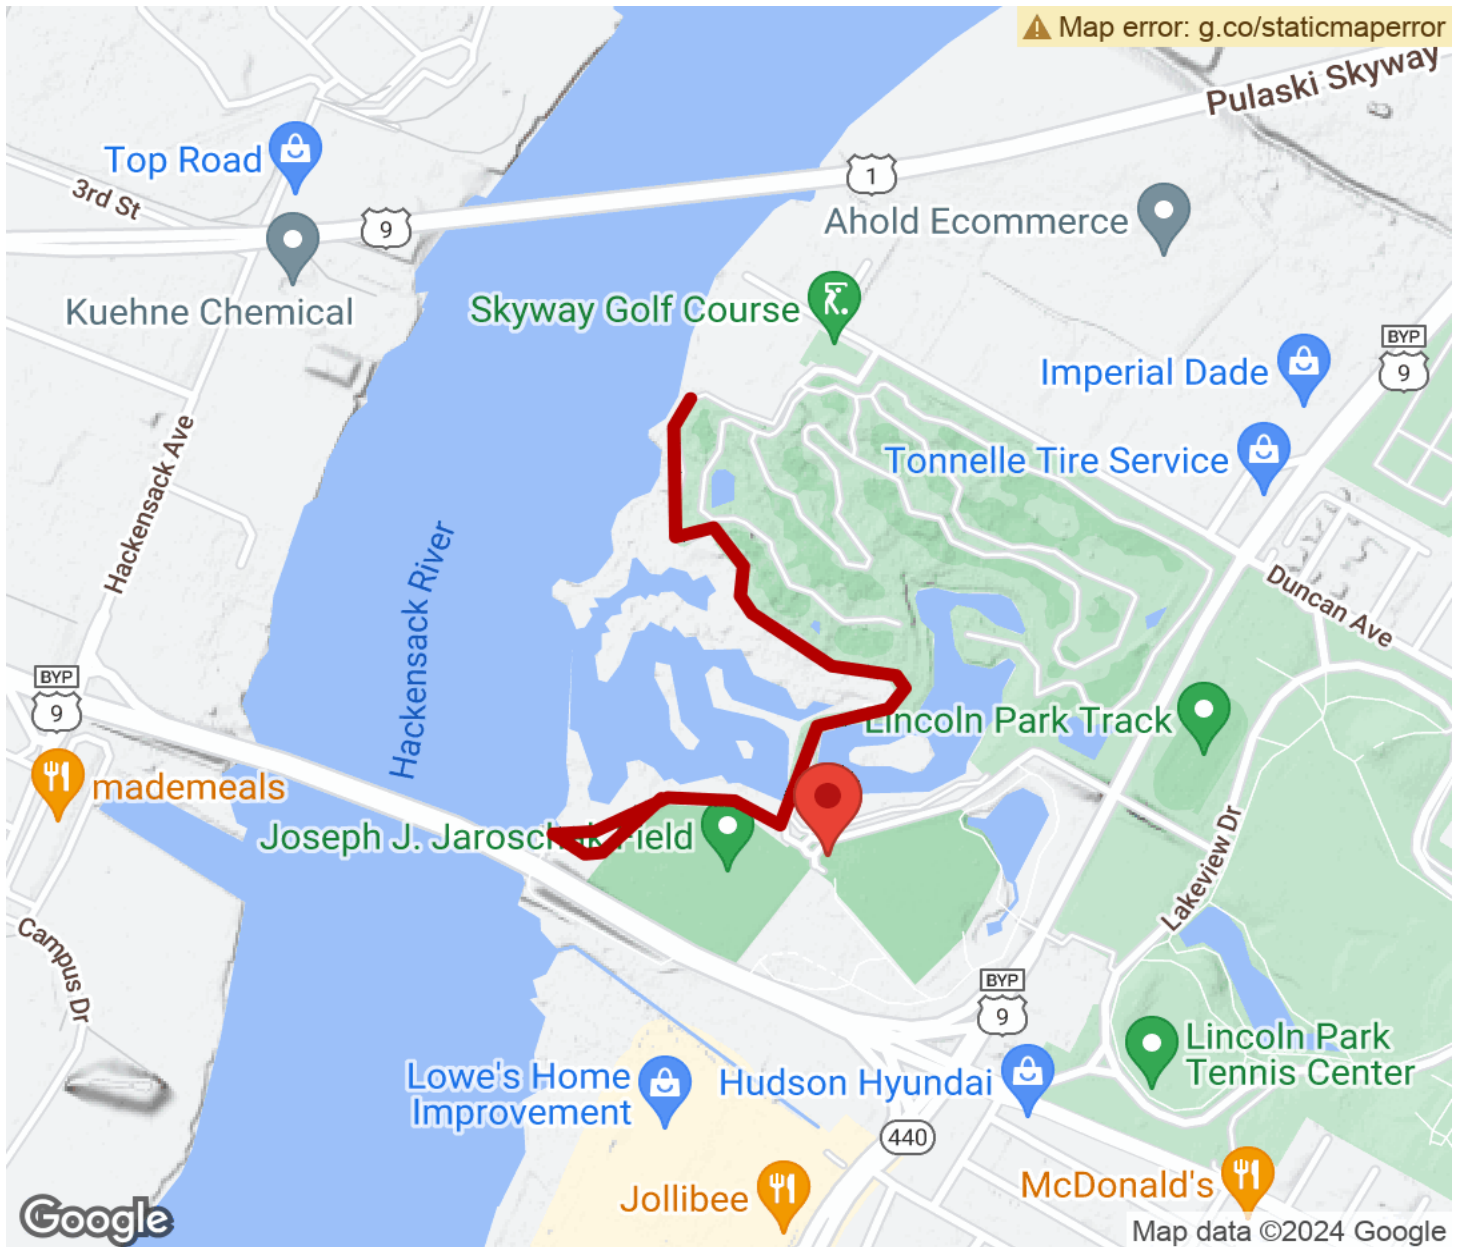 Map error: g.co/staticmaperror
Pulaski Skyway
Top Road
1
3rd St
Ahold Ecommerce
9
Kuehne Chemical
Skyway Golf Course
BYP
9
Imperial Dade
Tonnelle Tire Service
Hackensack Ave
Duncan Ave
Hackensack River
BYP
9
Lincoln Park Track
mademeals
Joseph J. Jaroschak Field
Lakeview Dr
Campus Dr
BYP
9
Lincoln Park
Tennis Center
Lowe's Home
Improvement
Hudson Hyundai
440
Jollibee
McDonald's
Google
Map data ©2024 Google